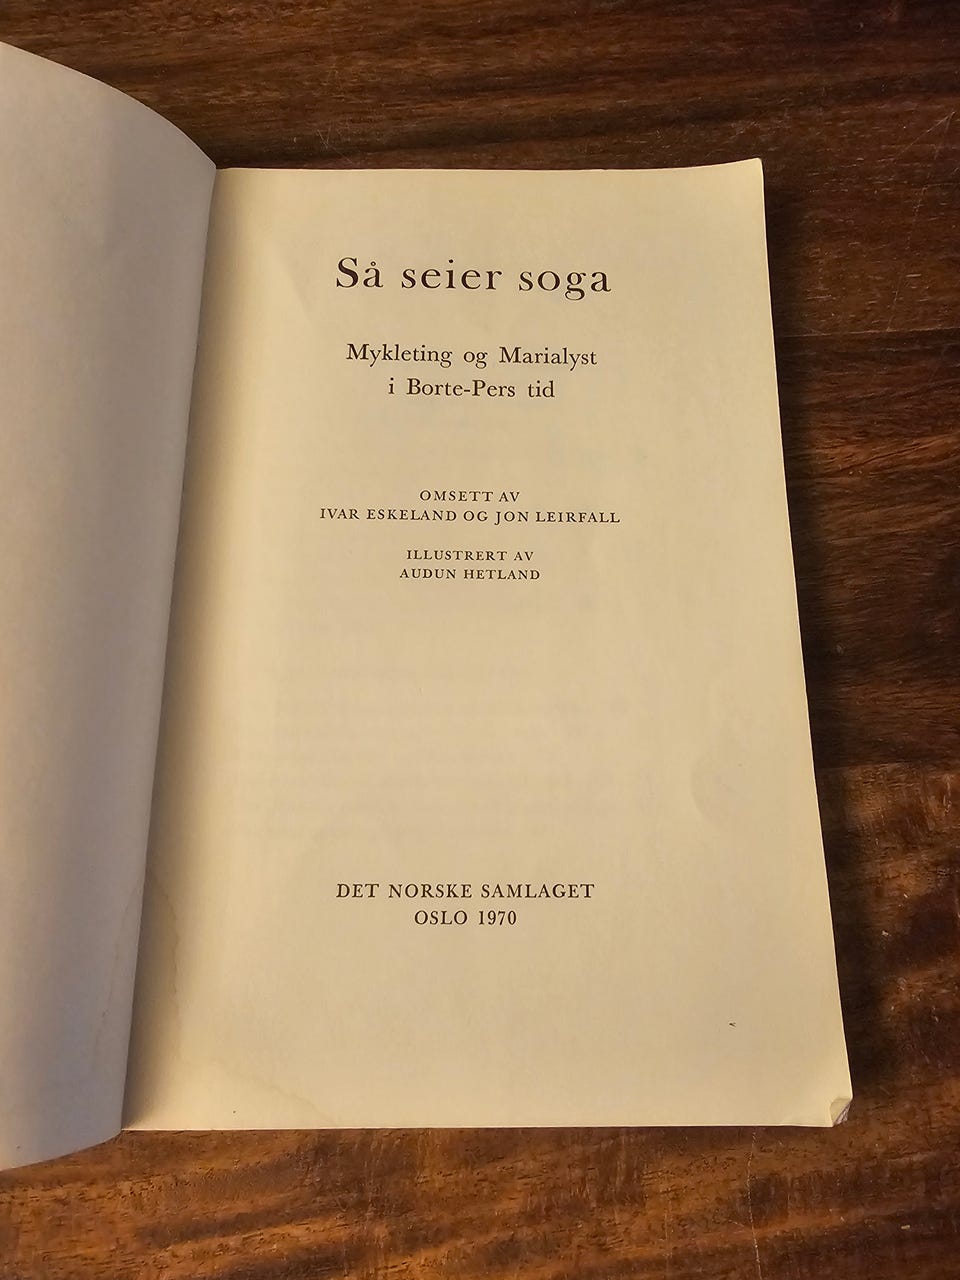 Så seier soga
Mykleting og Marialyst
i Borte-Pers tid
OMSETT AV
IVAR ESKELAND OG JON LEIRFALL
ILLUSTRERT AV
AUDUN HETLAND
DET NORSKE SAMLAGET
OSLO 1970